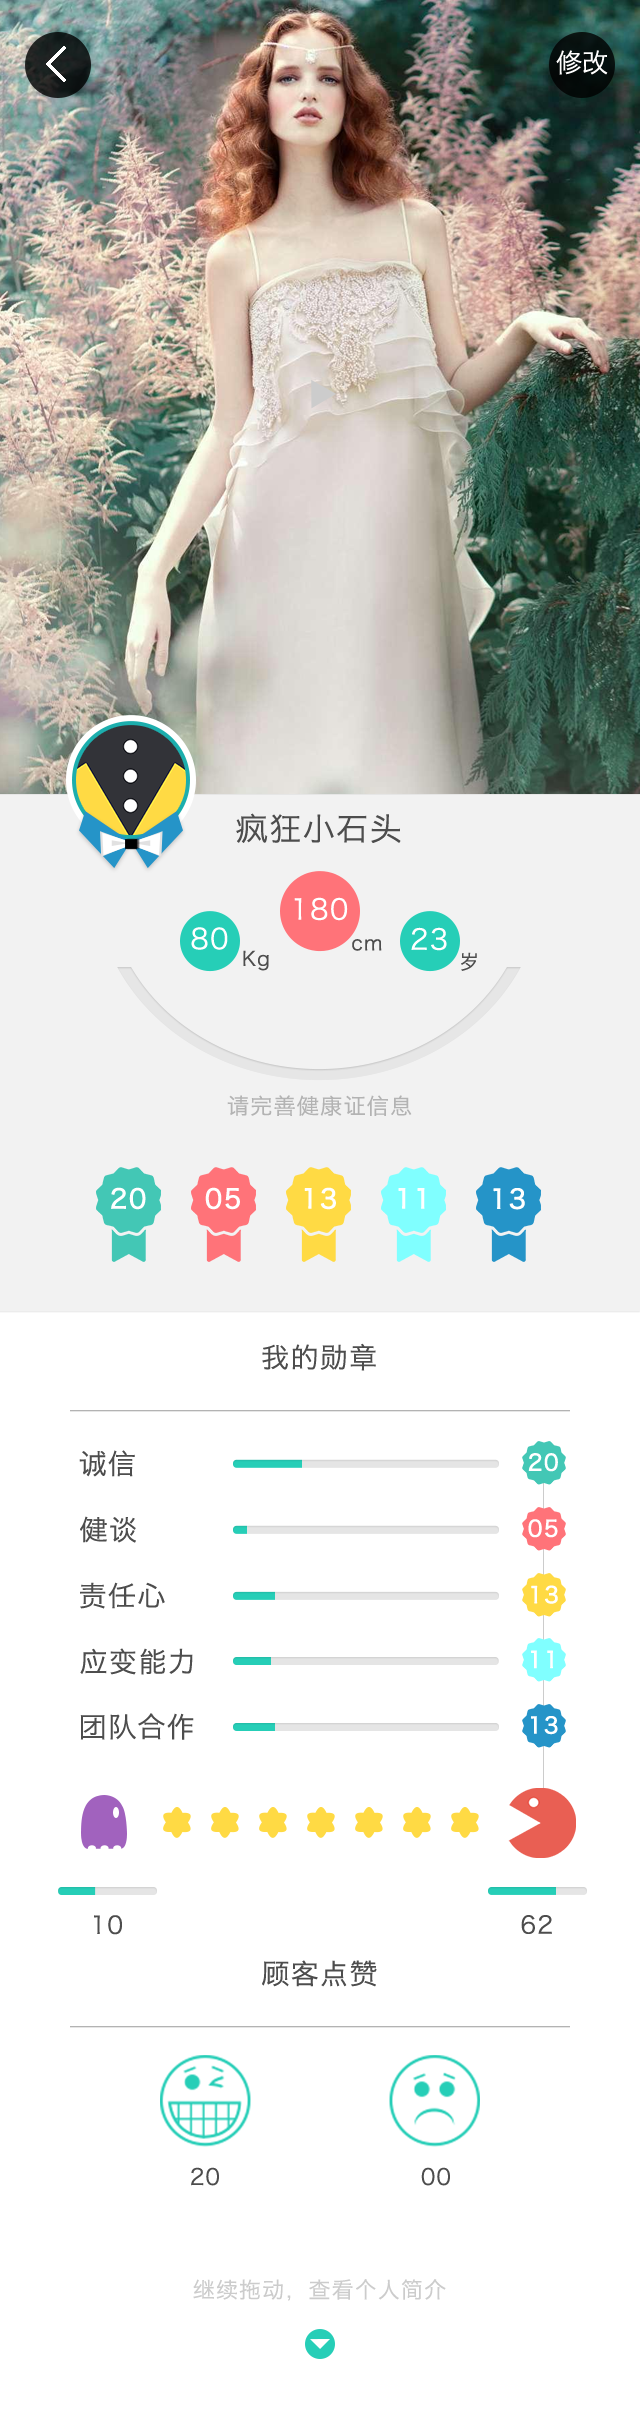 修改
疯狂小石头
80 Kg 180 cm 23 岁
请完善健康证信息
20 05 13 11 13
我的勋章
诚信 20
健谈 05
责任心 13
应变能力 11
团队合作 13
10 62
顾客点赞
20 00
继续拖动，查看个人简介